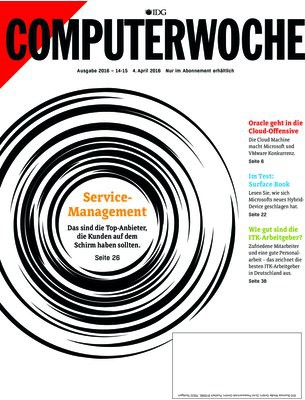 IDG
COMPUTERWOCHE
Ausgabe 2016 – 14-15 4. April 2016 Nur im Abonnement erhältlich
Oracle geht in die
Cloud-Offensive
Die Cloud Machine
macht Microsoft und
VMware Konkurrenz.
Seite 6
Im Test:
Surface Book
Lesen Sie, wie sich
Microsofts neues Hybrid-
Device geschlagen hat.
Seite 22
Wie gut sind die
ITK-Arbeitgeber?
Zufriedene Mitarbeiter
und eine gute Personal-
arbeit – das zeichnet die
besten ITK-Arbeitgeber
in Deutschland aus.
Seite 38
Service-
Management
Das sind die Top-Anbieter,
die Kunden auf dem
Schirm haben sollten.
Seite 26